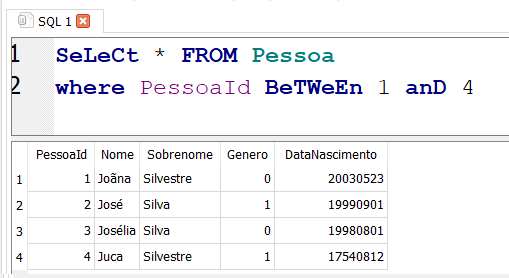 SQL 1
1 SeLeCt * FROM Pessoa
2 where PessoaId BeTWeEn 1 anD 4
PessoaId Nome Sobrenome Genero DataNascimento
1 1 Joãna Silvestre 0 20030523
2 2 José Silva 1 19990901
3 3 Josélia Silva 0 19980801
4 4 Juca Silvestre 1 17540812